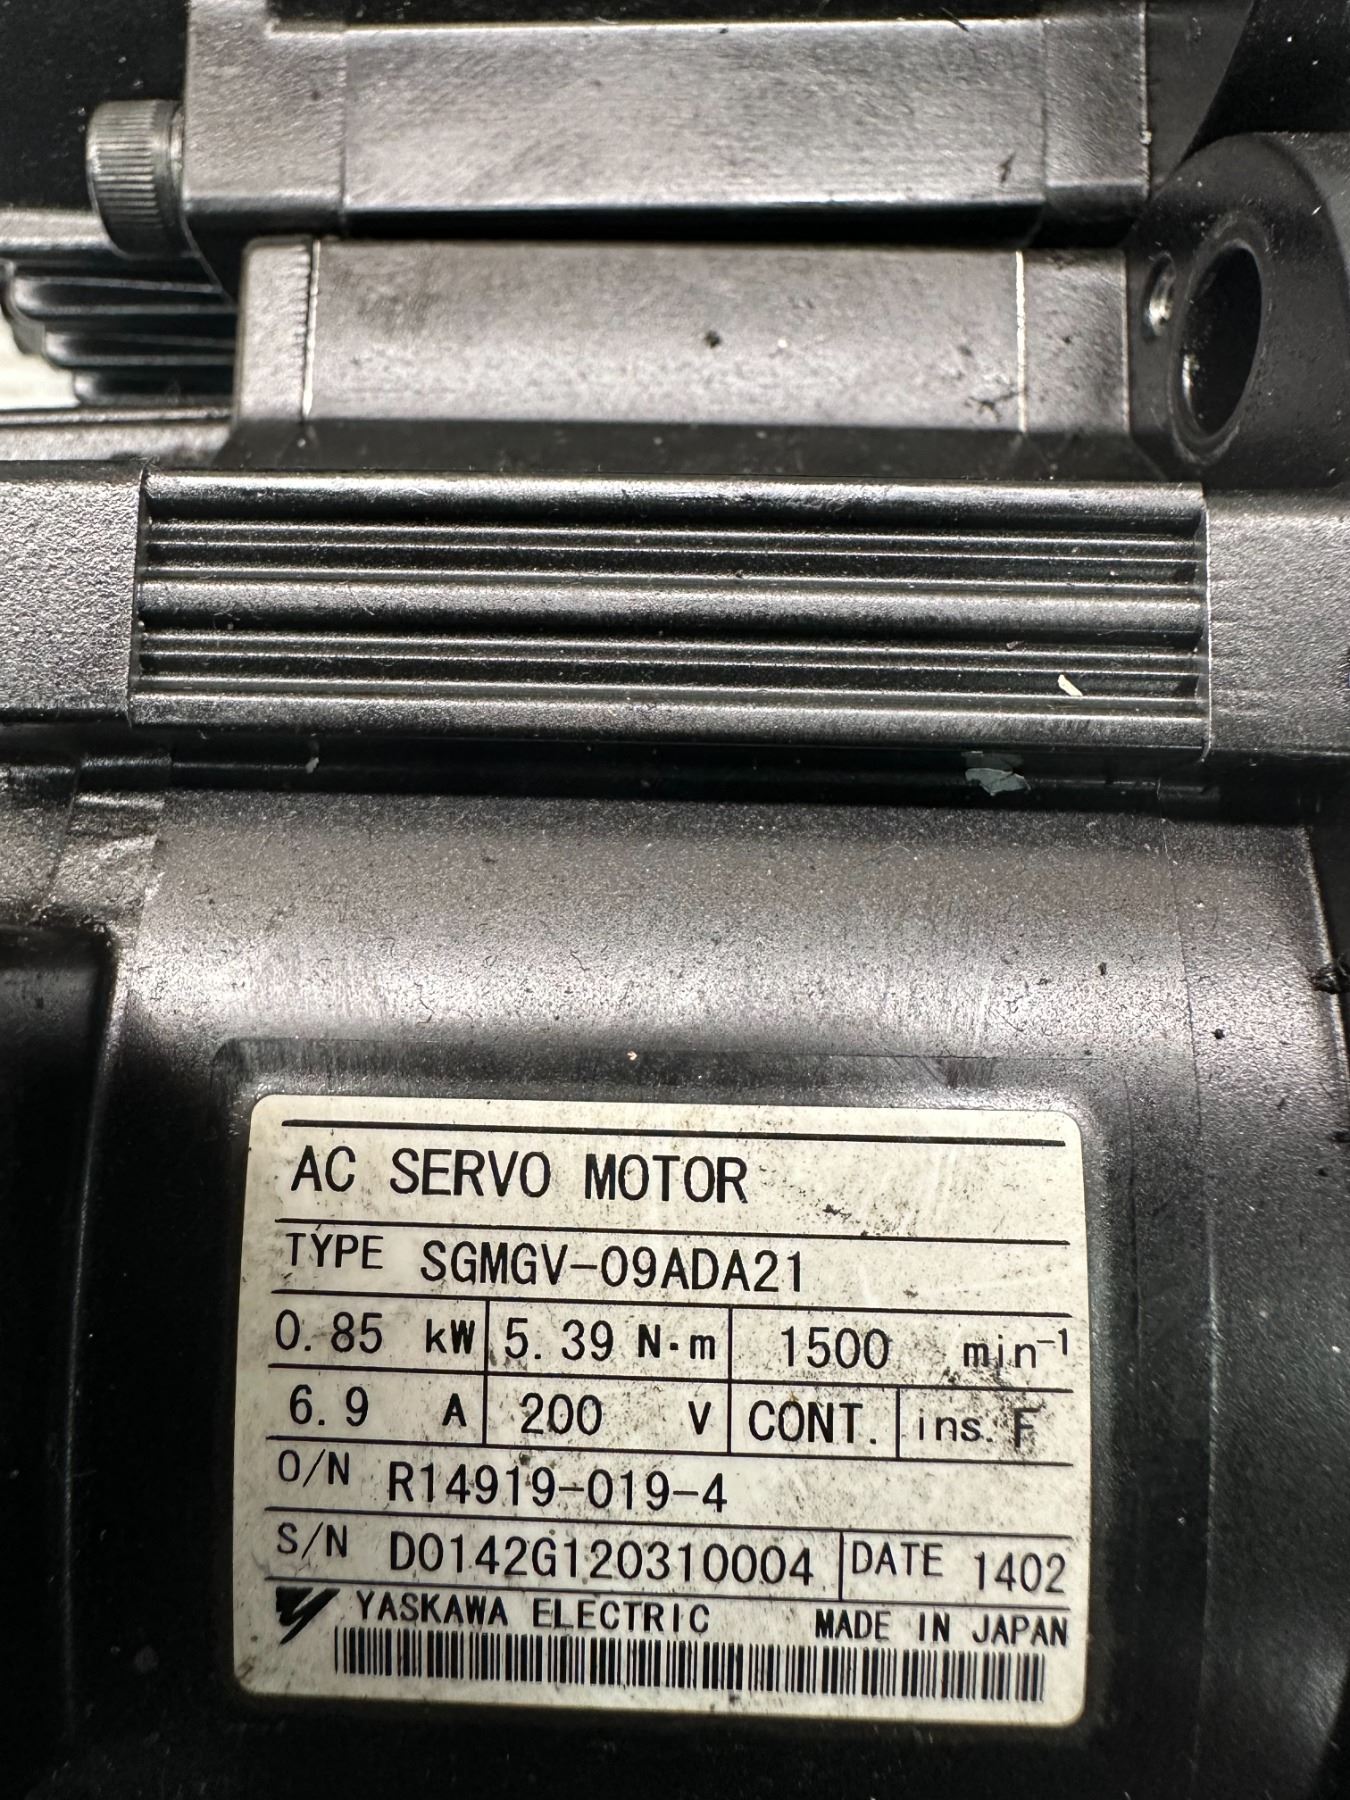 AC SERVO MOTOR
TYPE SGMGV-09ADA21
0.85 kW 5.39 N·m 1500 min⁻¹
6.9 A 200 V CONT. ins. F
O/N R14919-019-4
S/N D0142G120310004 DATE 1402
YASKAWA ELECTRIC MADE IN JAPAN